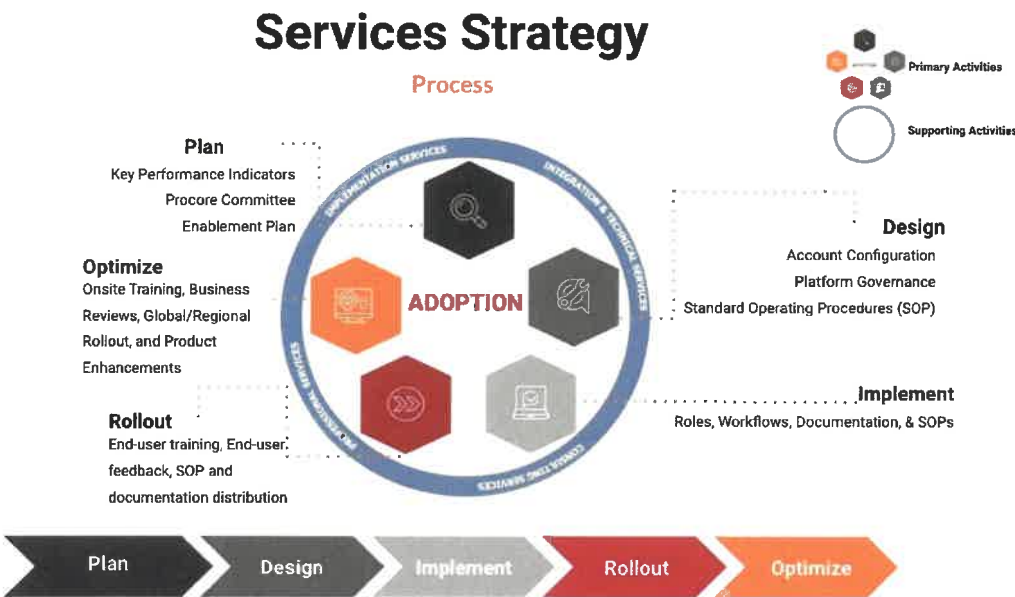 Services Strategy
Process
Primary Activities
Supporting Activities
Plan
Key Performance Indicators
Procore Committee
Enablement Plan
Optimize
Onsite Training, Business
Reviews, Global/Regional
Rollout, and Product
Enhancements
Rollout
End-user training, End-user
feedback, SOP and
documentation distribution
IMPLEMENTATION SERVICES
INTEGRATION & TECHNICAL SERVICES
ADOPTION
PROFESSIONAL SERVICES
CONSULTING SERVICES
Design
Account Configuration
Platform Governance
Standard Operating Procedures (SOP)
Implement
Roles, Workflows, Documentation, & SOPs
Plan
Design
Implement
Rollout
Optimize